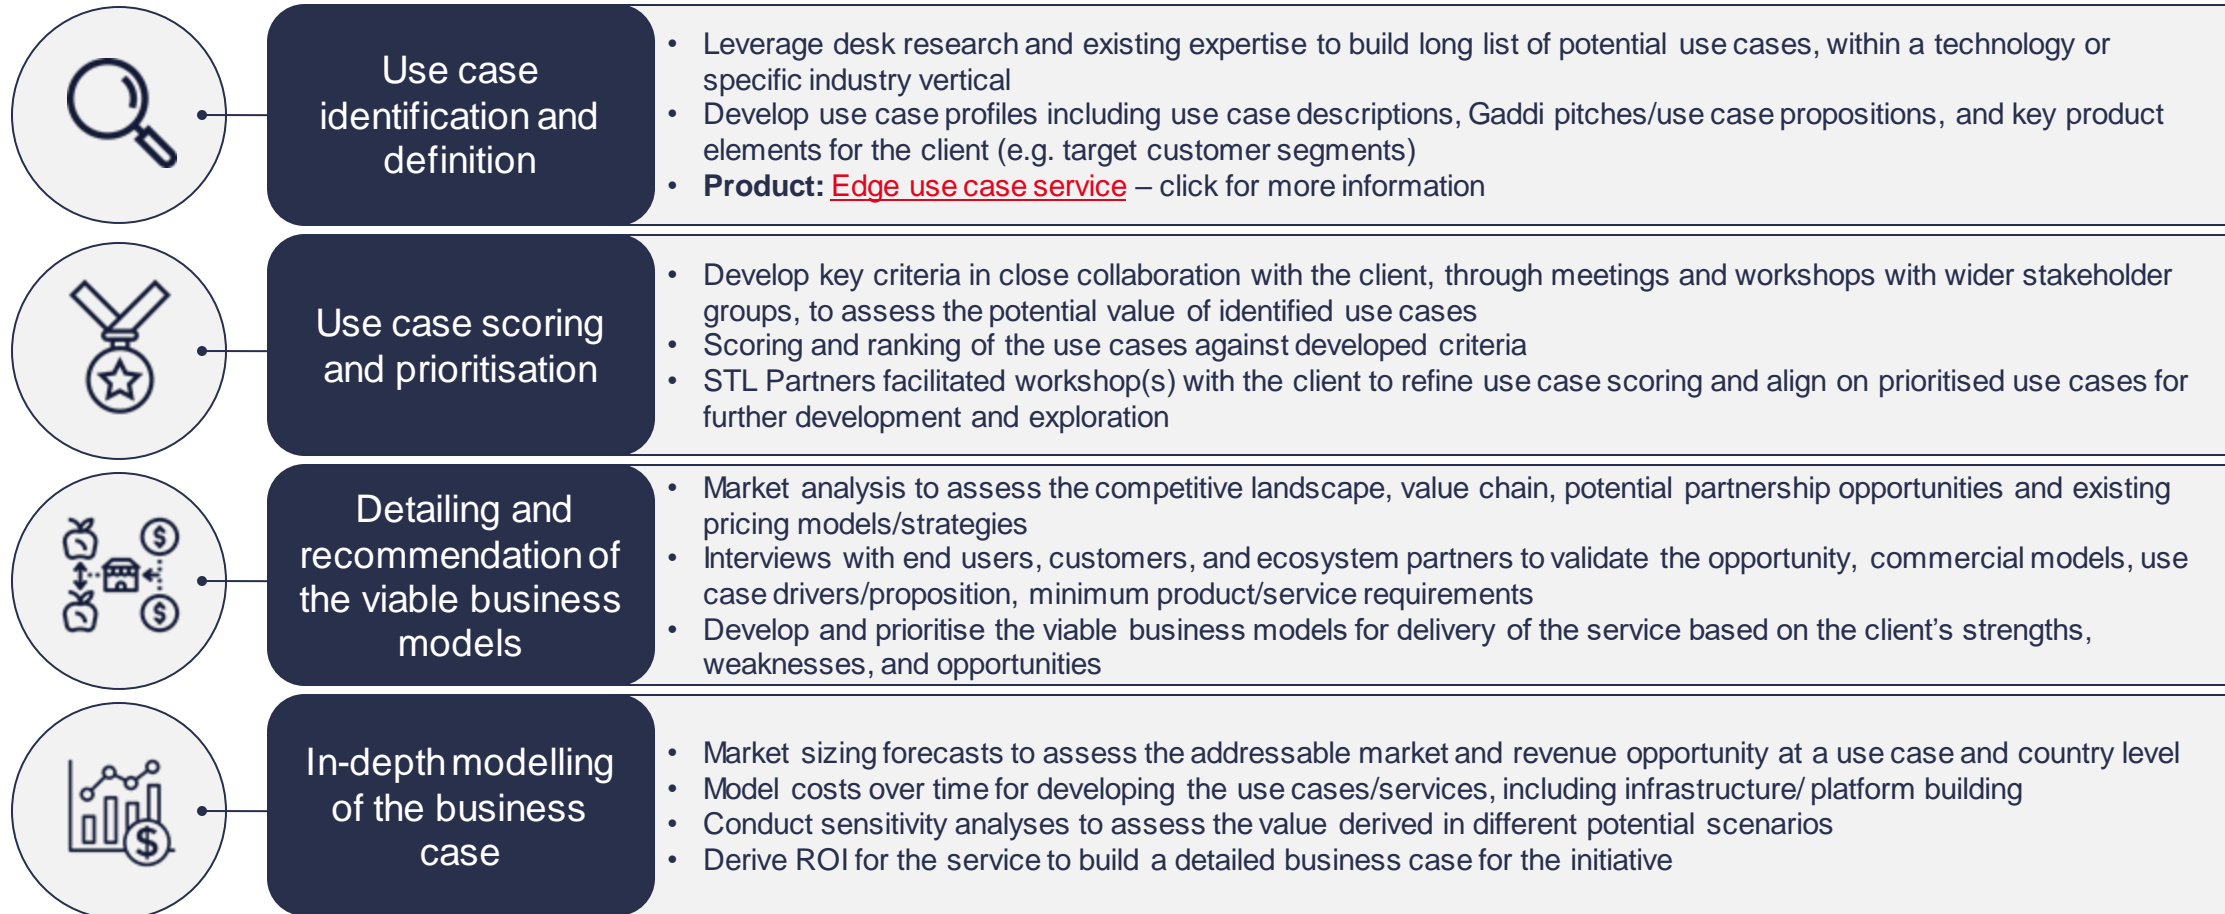 Use case
identification and
definition
• Leverage desk research and existing expertise to build long list of potential use cases, within a technology or
specific industry vertical
• Develop use case profiles including use case descriptions, Gaddi pitches/use case propositions, and key product
elements for the client (e.g. target customer segments)
• Product: Edge use case service – click for more information
Use case scoring
and prioritisation
• Develop key criteria in close collaboration with the client, through meetings and workshops with wider stakeholder
groups, to assess the potential value of identified use cases
• Scoring and ranking of the use cases against developed criteria
• STL Partners facilitated workshop(s) with the client to refine use case scoring and align on prioritised use cases for
further development and exploration
Detailing and
recommendation of
the viable business
models
• Market analysis to assess the competitive landscape, value chain, potential partnership opportunities and existing
pricing models/strategies
• Interviews with end users, customers, and ecosystem partners to validate the opportunity, commercial models, use
case drivers/proposition, minimum product/service requirements
• Develop and prioritise the viable business models for delivery of the service based on the client's strengths,
weaknesses, and opportunities
In-depth modelling
of the business
case
• Market sizing forecasts to assess the addressable market and revenue opportunity at a use case and country level
• Model costs over time for developing the use cases/services, including infrastructure/ platform building
• Conduct sensitivity analyses to assess the value derived in different potential scenarios
• Derive ROI for the service to build a detailed business case for the initiative